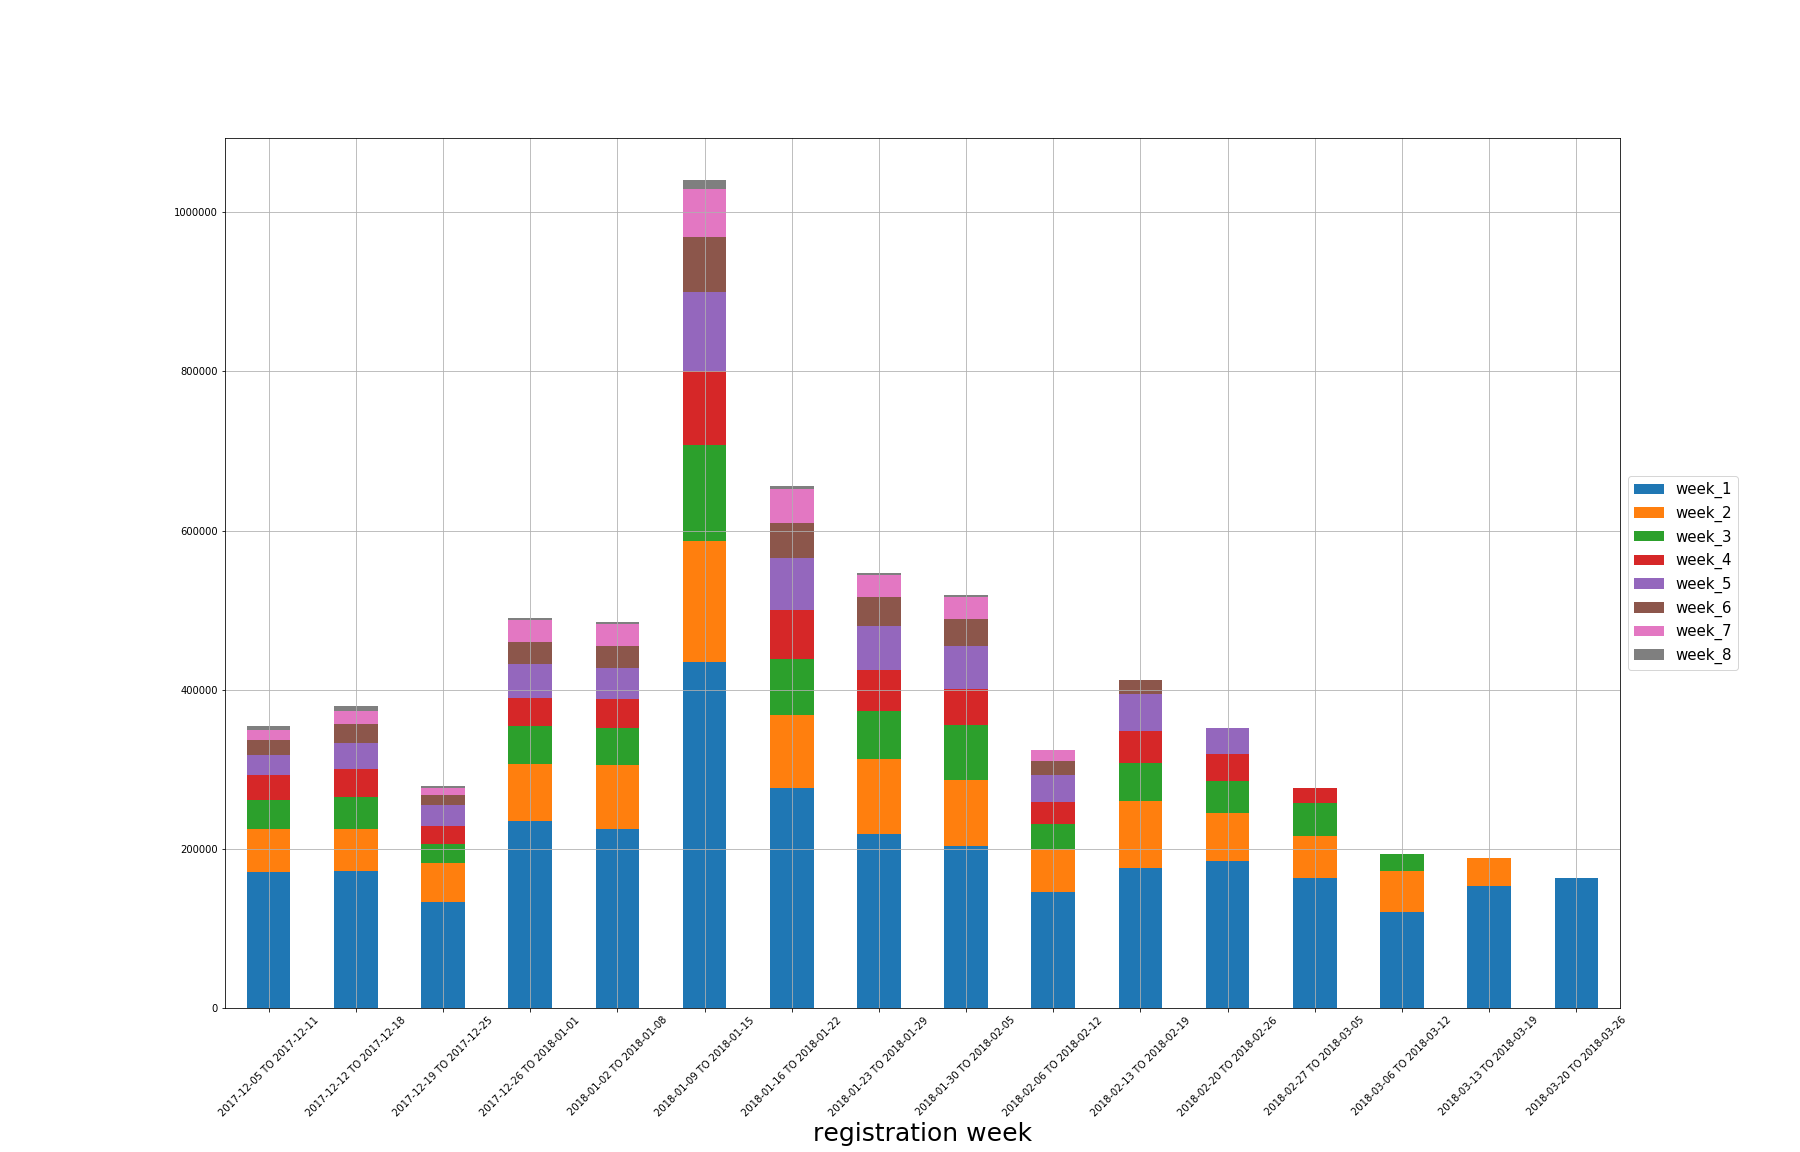 1000000
800000
600000
400000
200000
0
week_1
week_2
week_3
week_4
week_5
week_6
week_7
week_8
2017-12-05 TO 2017-12-11
2017-12-12 TO 2017-12-18
2017-12-19 TO 2017-12-25
2017-12-26 TO 2018-01-01
2018-01-02 TO 2018-01-08
2018-01-09 TO 2018-01-15
2018-01-16 TO 2018-01-22
2018-01-23 TO 2018-01-29
2018-01-30 TO 2018-02-05
2018-02-06 TO 2018-02-12
2018-02-13 TO 2018-02-19
2018-02-20 TO 2018-02-26
2018-02-27 TO 2018-03-05
2018-03-06 TO 2018-03-12
2018-03-13 TO 2018-03-19
2018-03-20 TO 2018-03-26
registration week